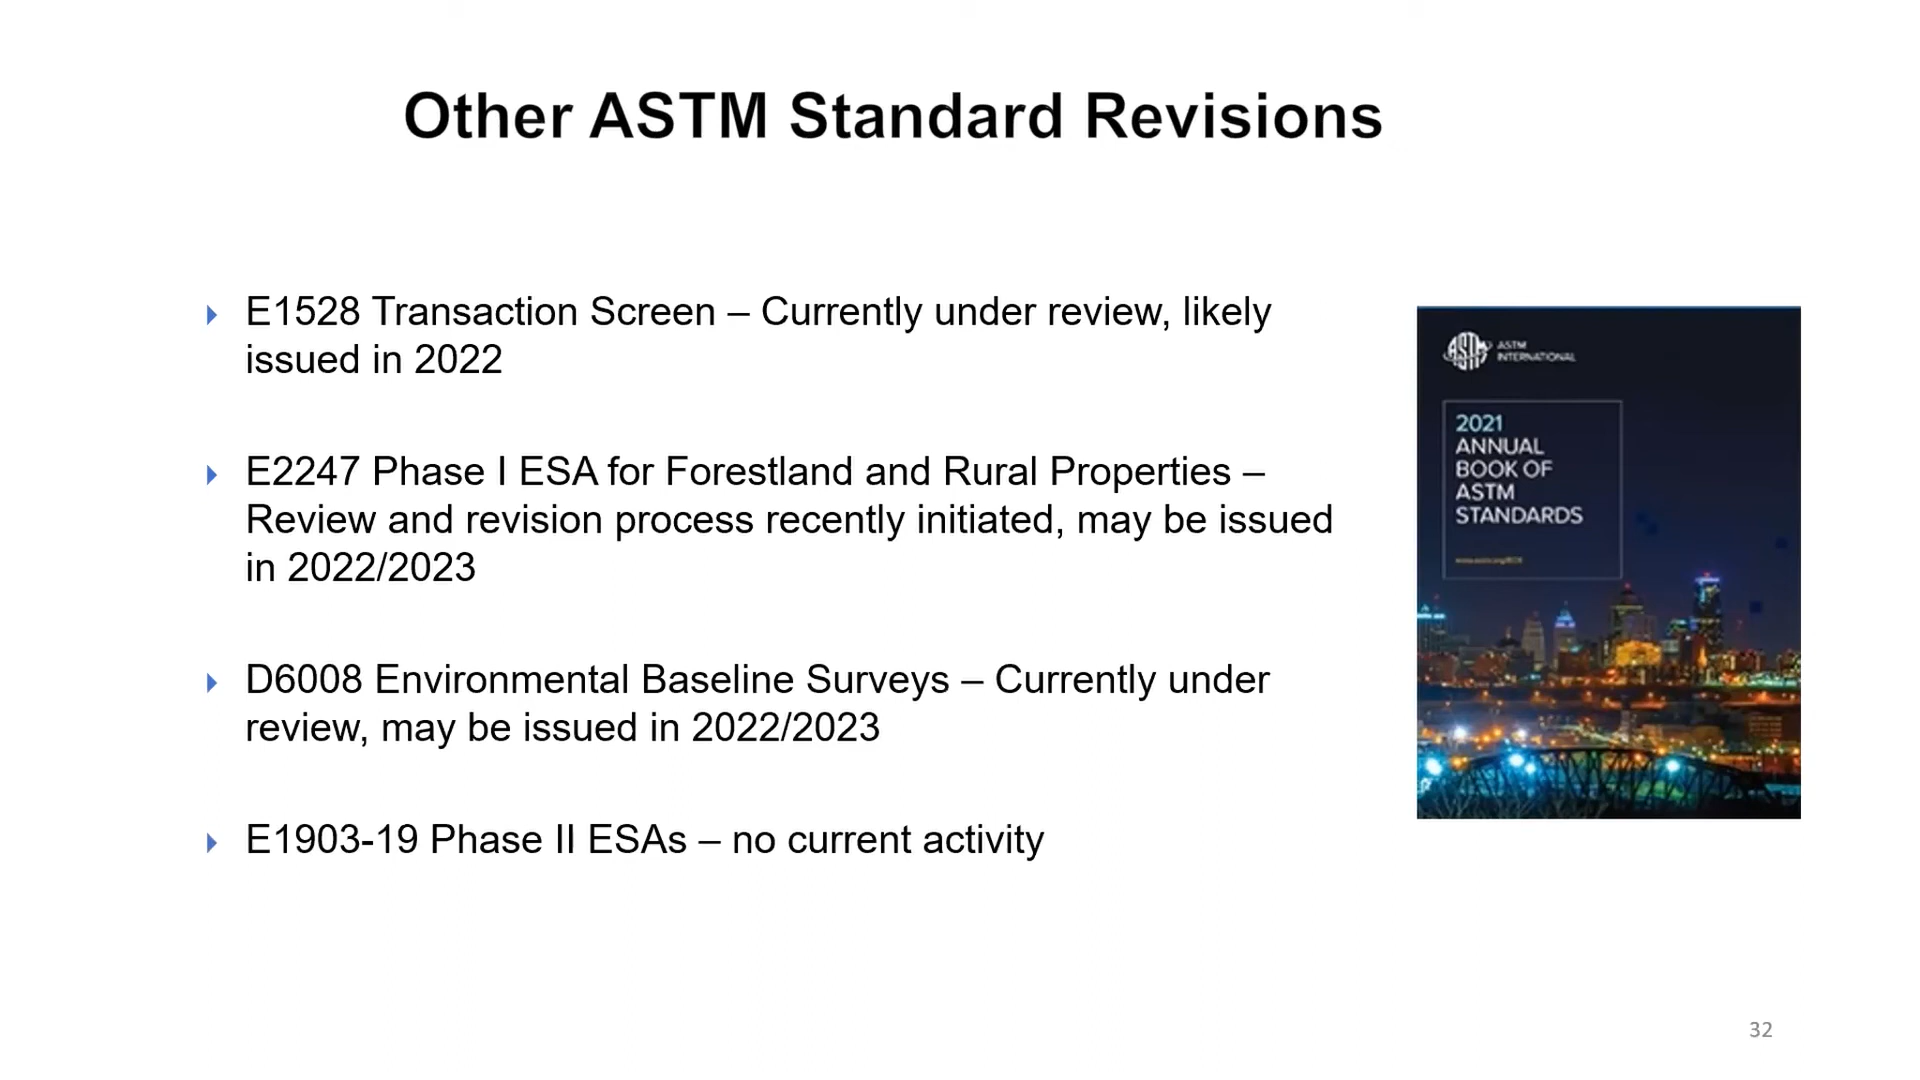 Other ASTM Standard Revisions
E1528 Transaction Screen – Currently under review, likely
issued in 2022
E2247 Phase I ESA for Forestland and Rural Properties –
Review and revision process recently initiated, may be issued
in 2022/2023
D6008 Environmental Baseline Surveys – Currently under
review, may be issued in 2022/2023
E1903-19 Phase II ESAs – no current activity
ASTM
ASTM
INTERNATIONAL
2021
ANNUAL
BOOK OF
ASTM
STANDARDS
32